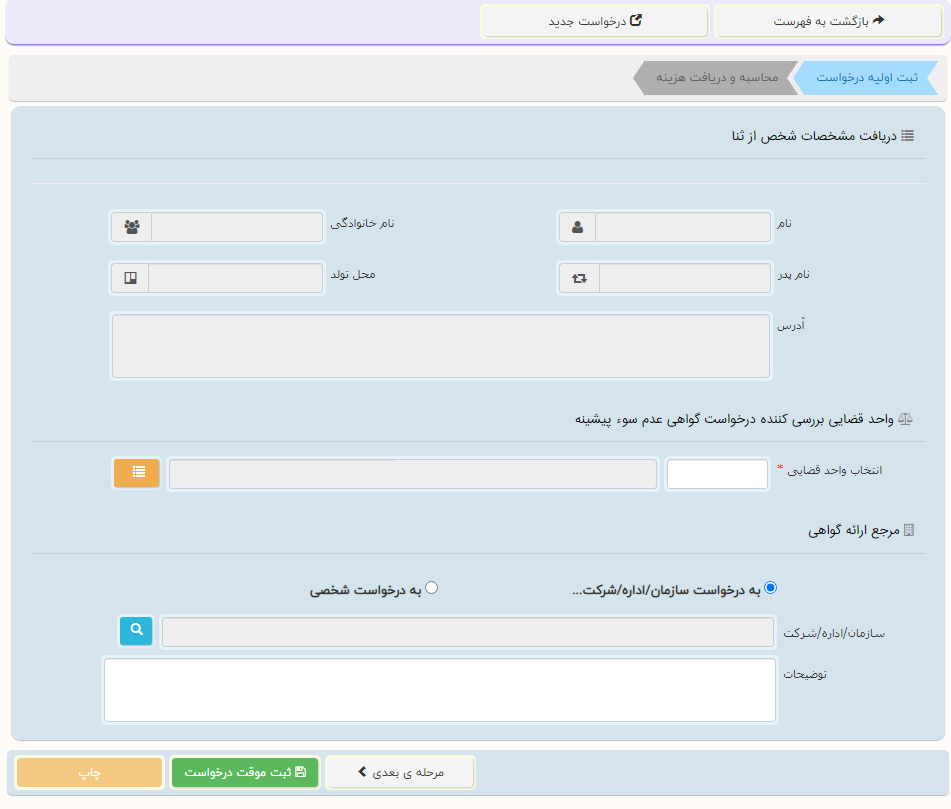 بازگشت به فهرست
درخواست جدید
ثبت اولیه درخواست
محاسبه و دریافت هزینه
دریافت مشخصات شخص از ثنا
نام
نام خانوادگی
نام پدر
محل تولد
آدرس
واحد قضایی بررسی کننده درخواست گواهی عدم سوء پیشینه
انتخاب واحد قضایی *
مرجع ارائه گواهی
به درخواست سازمان/اداره/شرکت...
به درخواست شخصی
سازمان/اداره/شرکت
توضیحات
مرحله ی بعدی
ثبت موقت درخواست
چاپ